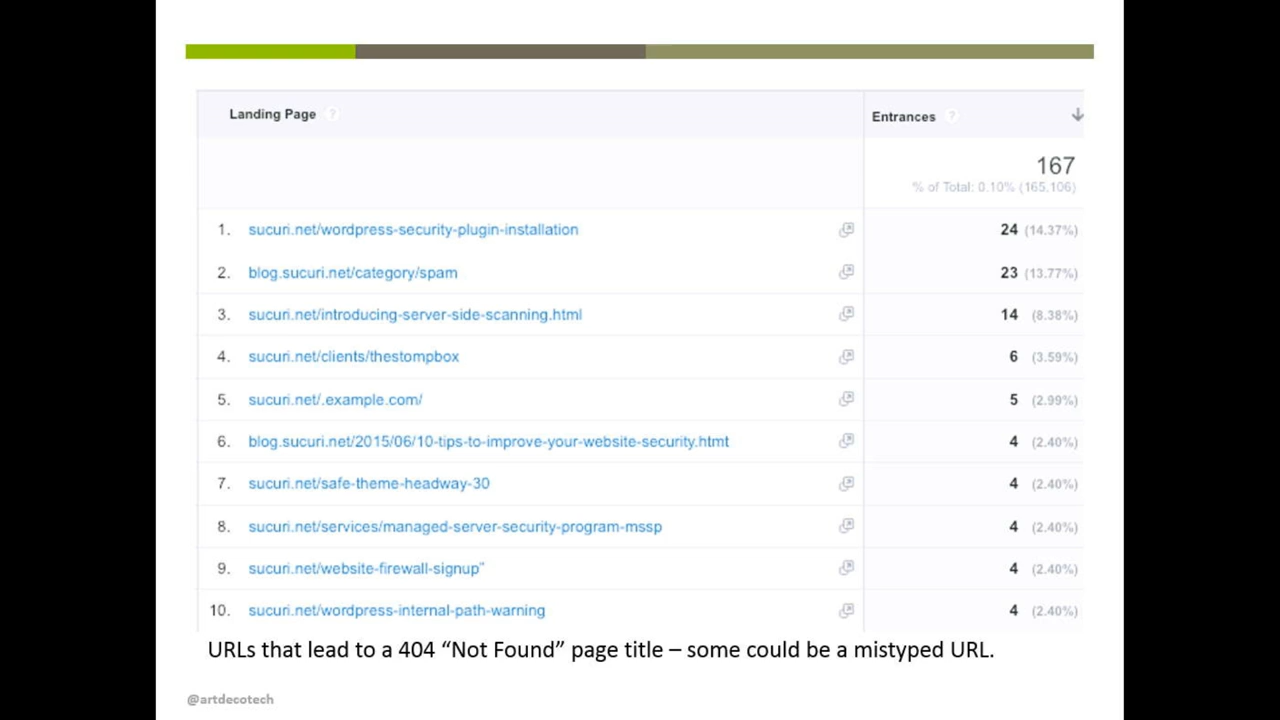 Landing Page ?
Entrances ?
167
% of Total: 0.10% (165.106)
1. sucuri.net/wordpress-security-plugin-installation 24 (14.37%)
2. blog.sucuri.net/category/spam 23 (13.77%)
3. sucuri.net/introducing-server-side-scanning.html 14 (8.38%)
4. sucuri.net/clients/thestompbox 6 (3.59%)
5. sucuri.net/.example.com/ 5 (2.99%)
6. blog.sucuri.net/2015/06/10-tips-to-improve-your-website-security.htmt 4 (2.40%)
7. sucuri.net/safe-theme-headway-30 4 (2.40%)
8. sucuri.net/services/managed-server-security-program-mssp 4 (2.40%)
9. sucuri.net/website-firewall-signup" 4 (2.40%)
10. sucuri.net/wordpress-internal-path-warning 4 (2.40%)
URLs that lead to a 404 “Not Found” page title – some could be a mistyped URL.
@artdecotech